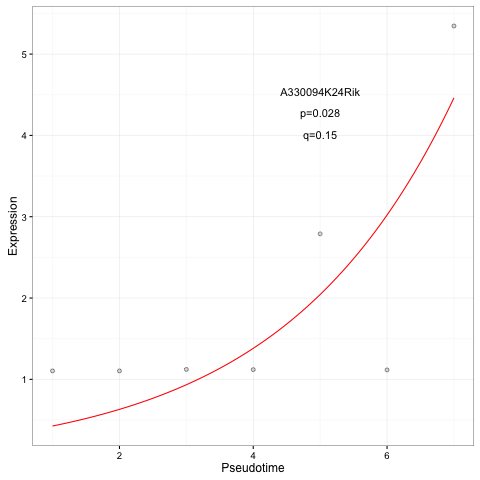 A330094K24Rik
p=0.028
q=0.15
5
4
3
2
1
Expression
2 4 6
Pseudotime